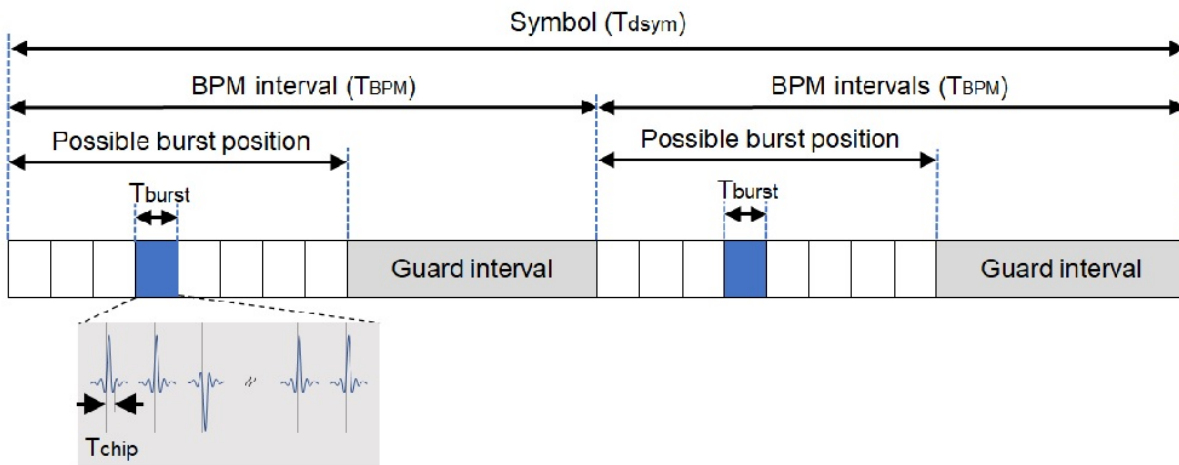 Symbol (Tdsym)
BPM interval (TBPM)
BPM intervals (TBPM)
Possible burst position
Possible burst position
Tburst
Tburst
Guard interval
Guard interval
Tchip